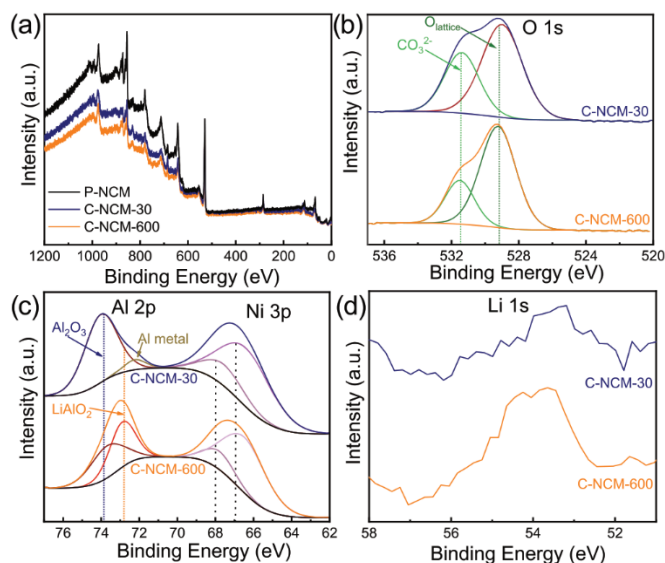 (a)
Intensity (a.u.)
P-NCM
C-NCM-30
C-NCM-600
1200 1000 800 600 400 200 0
Binding Energy (eV)
(b)
O 1s
Intensity (a.u.)
O lattice
CO₃²⁻
C-NCM-30
C-NCM-600
536 532 528 524 520
Binding Energy (eV)
(c)
Al 2p
Ni 3p
Intensity (a.u.)
Al₂O₃
Al metal
C-NCM-30
LiAlO₂
C-NCM-600
76 74 72 70 68 66 64 62
Binding Energy (eV)
(d)
Li 1s
Intensity (a.u.)
C-NCM-30
C-NCM-600
58 56 54 52
Binding Energy (eV)